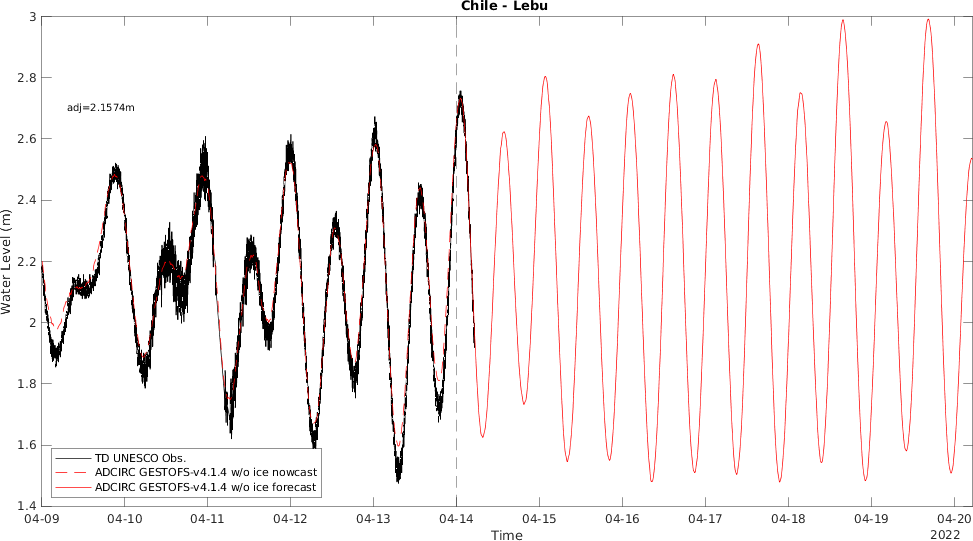 Chile - Lebu
3
2.8
2.6
2.4
2.2
2
1.8
1.6
1.4
Water Level (m)
adj=2.1574m
TD UNESCO Obs.
ADCIRC GESTOFS-v4.1.4 w/o ice nowcast
ADCIRC GESTOFS-v4.1.4 w/o ice forecast
04-09 04-10 04-11 04-12 04-13 04-14 04-15 04-16 04-17 04-18 04-19 04-20
Time
2022